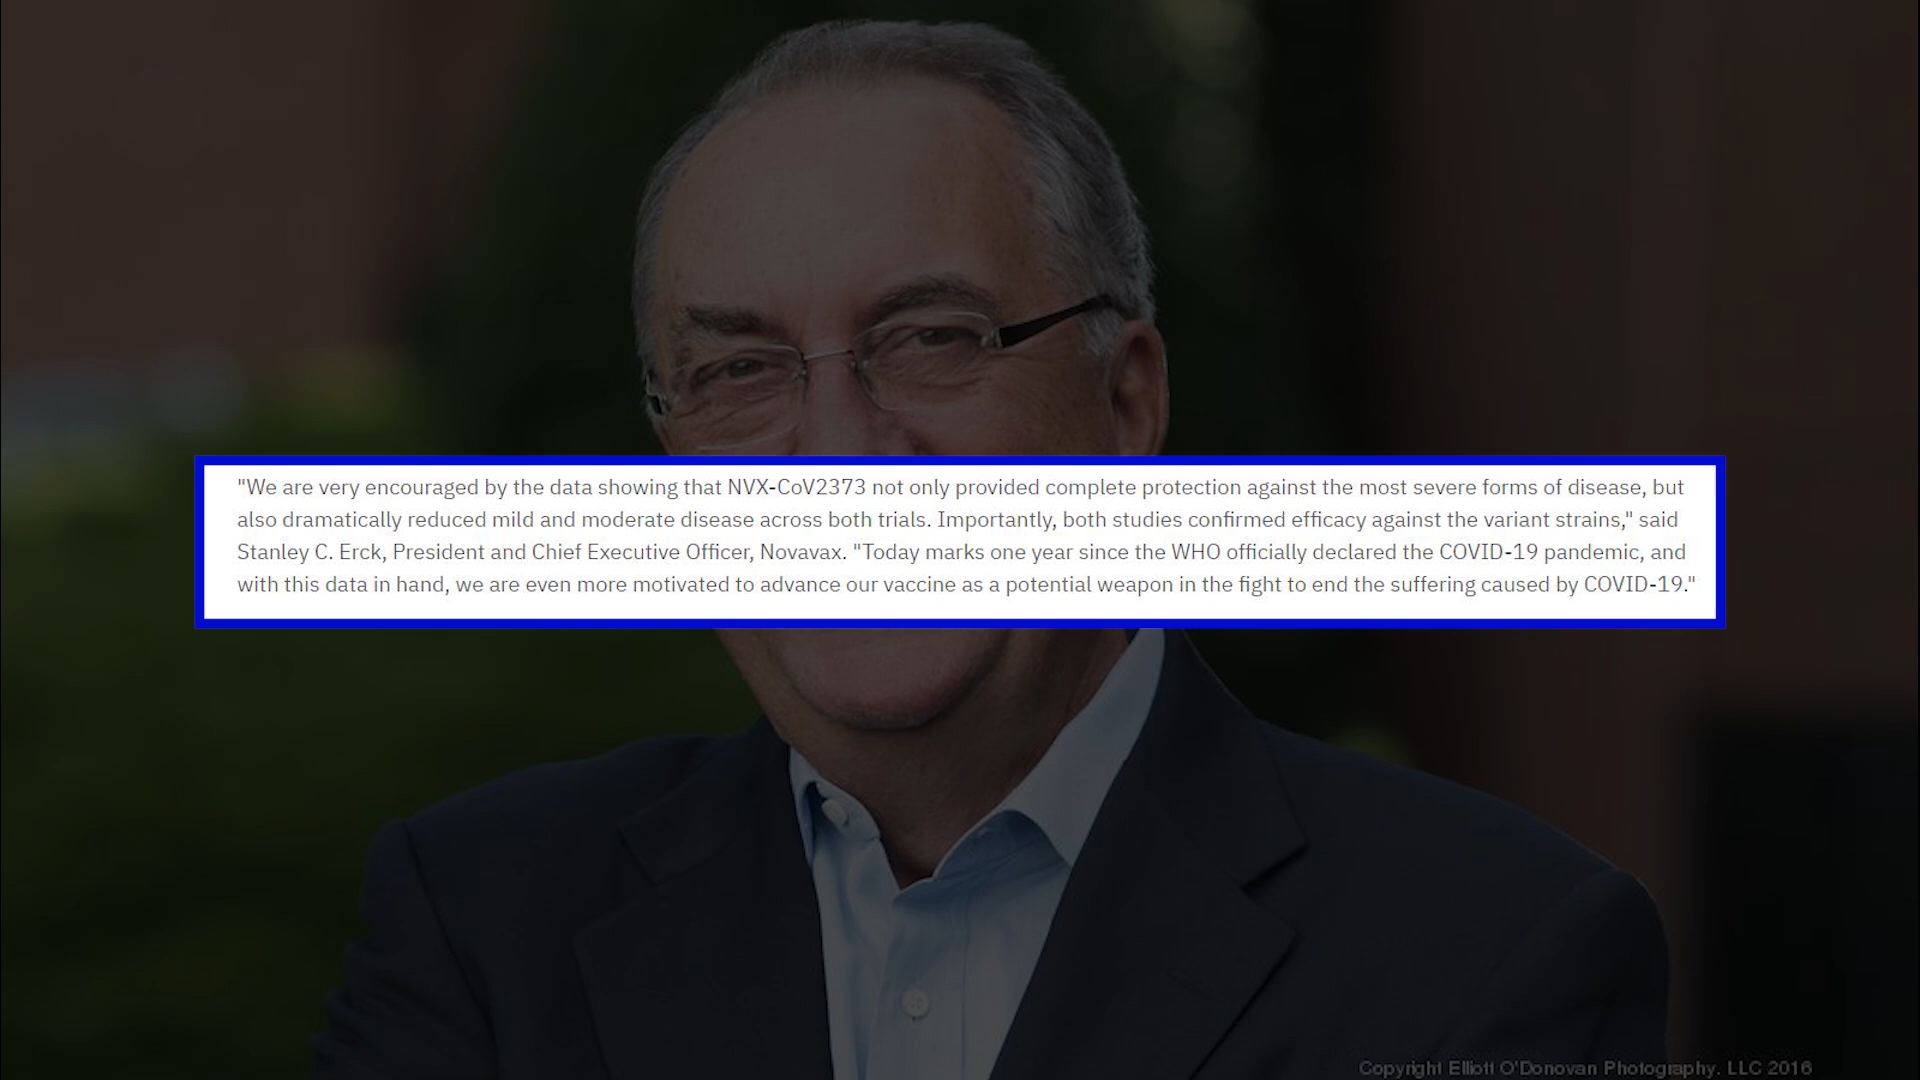 "We are very encouraged by the data showing that NVX-CoV2373 not only provided complete protection against the most severe forms of disease, but
also dramatically reduced mild and moderate disease across both trials. Importantly, both studies confirmed efficacy against the variant strains," said
Stanley C. Erck, President and Chief Executive Officer, Novavax. "Today marks one year since the WHO officially declared the COVID-19 pandemic, and
with this data in hand, we are even more motivated to advance our vaccine as a potential weapon in the fight to end the suffering caused by COVID-19."
Copyright Elliott O'Donovan Photography. LLC 2016